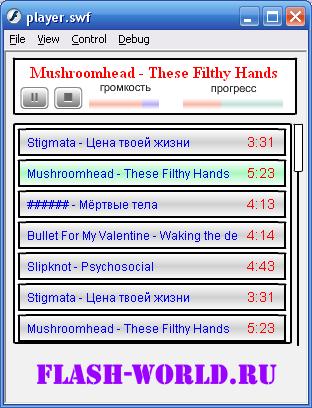 player.swf
File View Control Debug
Mushroomhead - These Filthy Hands
громкость прогресс
Stigmata - Цена твоей жизни 3:31
Mushroomhead - These Filthy Hands 5:23
###### - Мёртвые тела 4:13
Bullet For My Valentine - Waking the de 4:14
Slipknot - Psychosocial 4:43
Stigmata - Цена твоей жизни 3:31
Mushroomhead - These Filthy Hands 5:23
FLASH-WORLD.RU